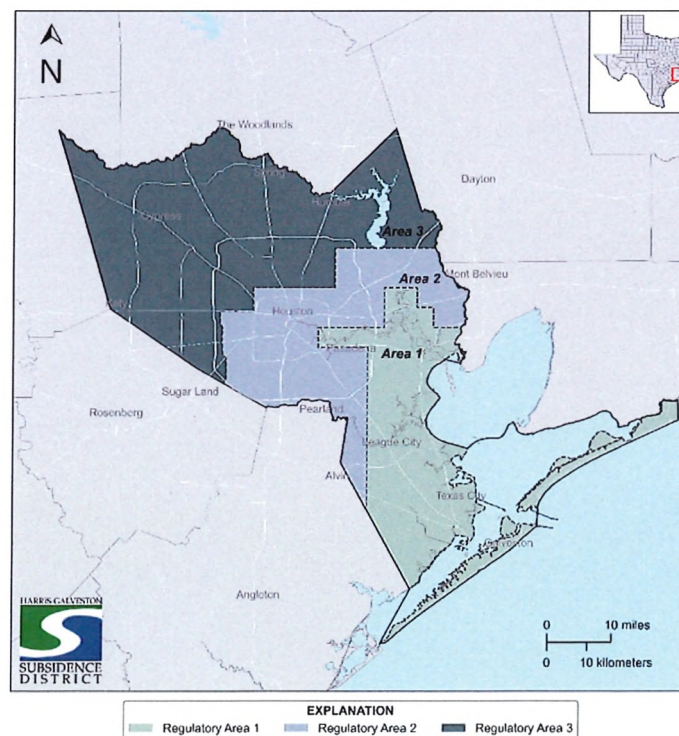 N
The Woodlands
Spring
Dayton
Humble
Cypress
Area 3
Mont Belvieu
Area 2
Katy
Houston
Pasadena
Area 1
Sugar Land
Rosenberg
Pearland
League City
Alvin
Texas City
Galveston
Angleton
HARRIS-GALVESTON
SUBSIDENCE
DISTRICT
0 10 miles
0 10 kilometers
EXPLANATION
Regulatory Area 1 Regulatory Area 2 Regulatory Area 3